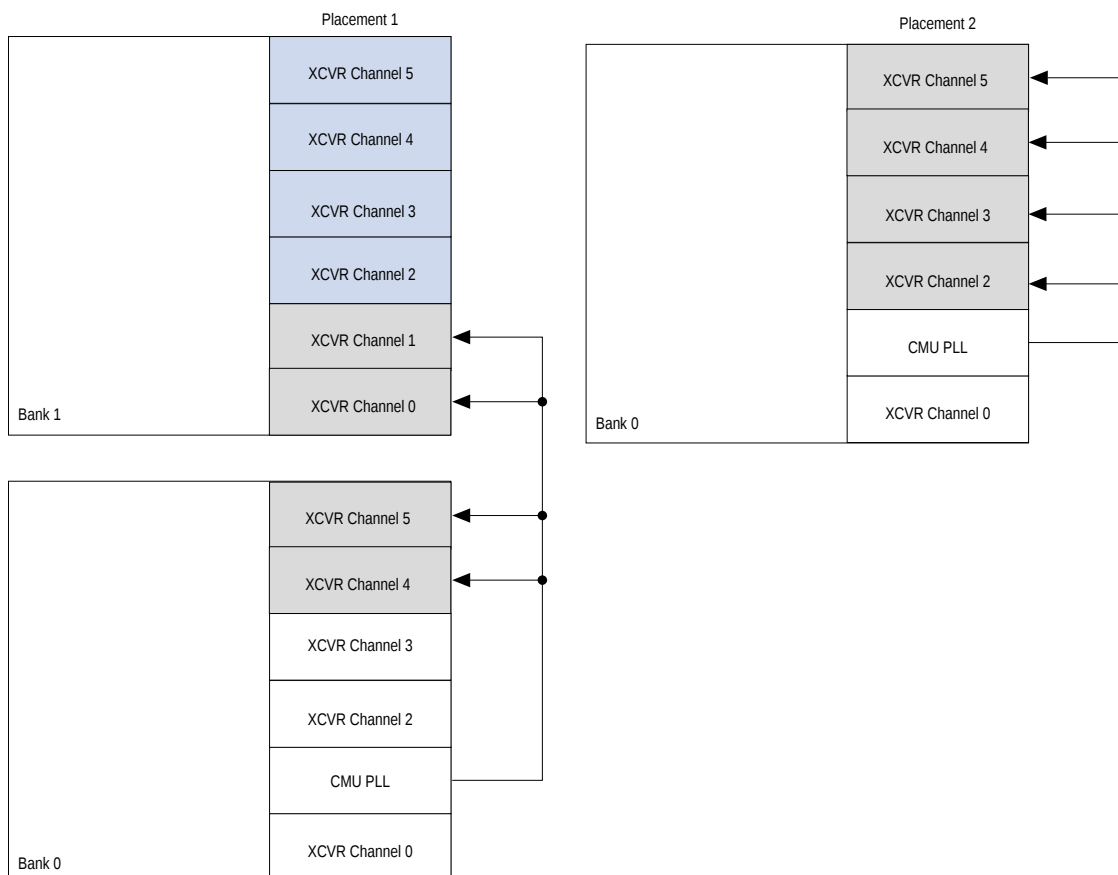 Placement 1
XCVR Channel 5
XCVR Channel 4
XCVR Channel 3
XCVR Channel 2
XCVR Channel 1
XCVR Channel 0
Bank 1
XCVR Channel 5
XCVR Channel 4
XCVR Channel 3
XCVR Channel 2
CMU PLL
XCVR Channel 0
Bank 0
Placement 2
XCVR Channel 5
XCVR Channel 4
XCVR Channel 3
XCVR Channel 2
CMU PLL
XCVR Channel 0
Bank 0